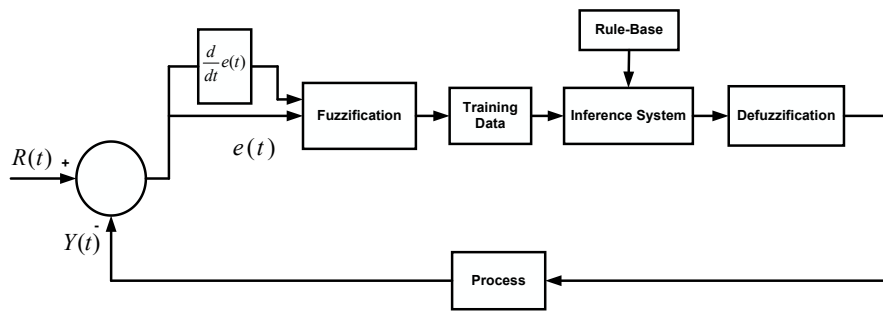 Rule-Base
d/dt e(t)
Fuzzification
Training
Data
Inference System
Defuzzification
e(t)
R(t) +
Y(t) -
Process